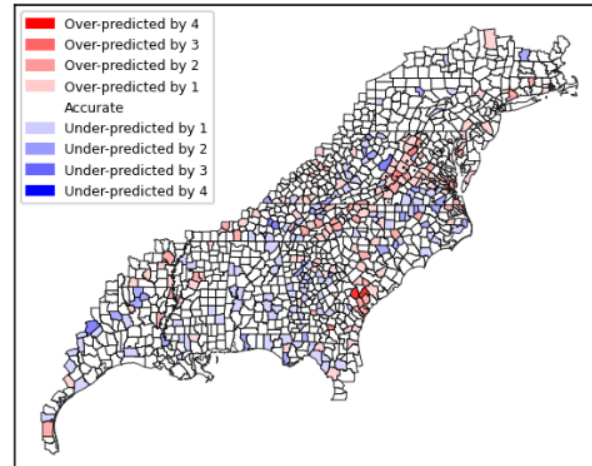 Over-predicted by 4
Over-predicted by 3
Over-predicted by 2
Over-predicted by 1
Accurate
Under-predicted by 1
Under-predicted by 2
Under-predicted by 3
Under-predicted by 4